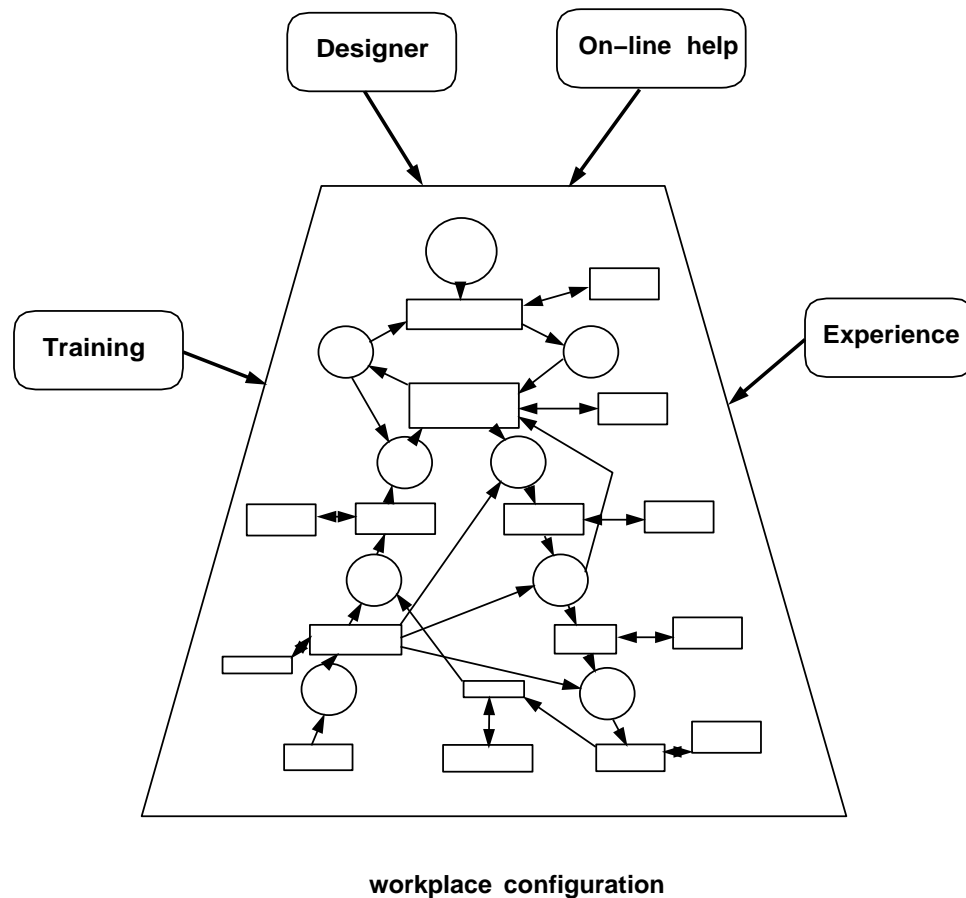 Designer
On–line help
Training
Experience
workplace configuration